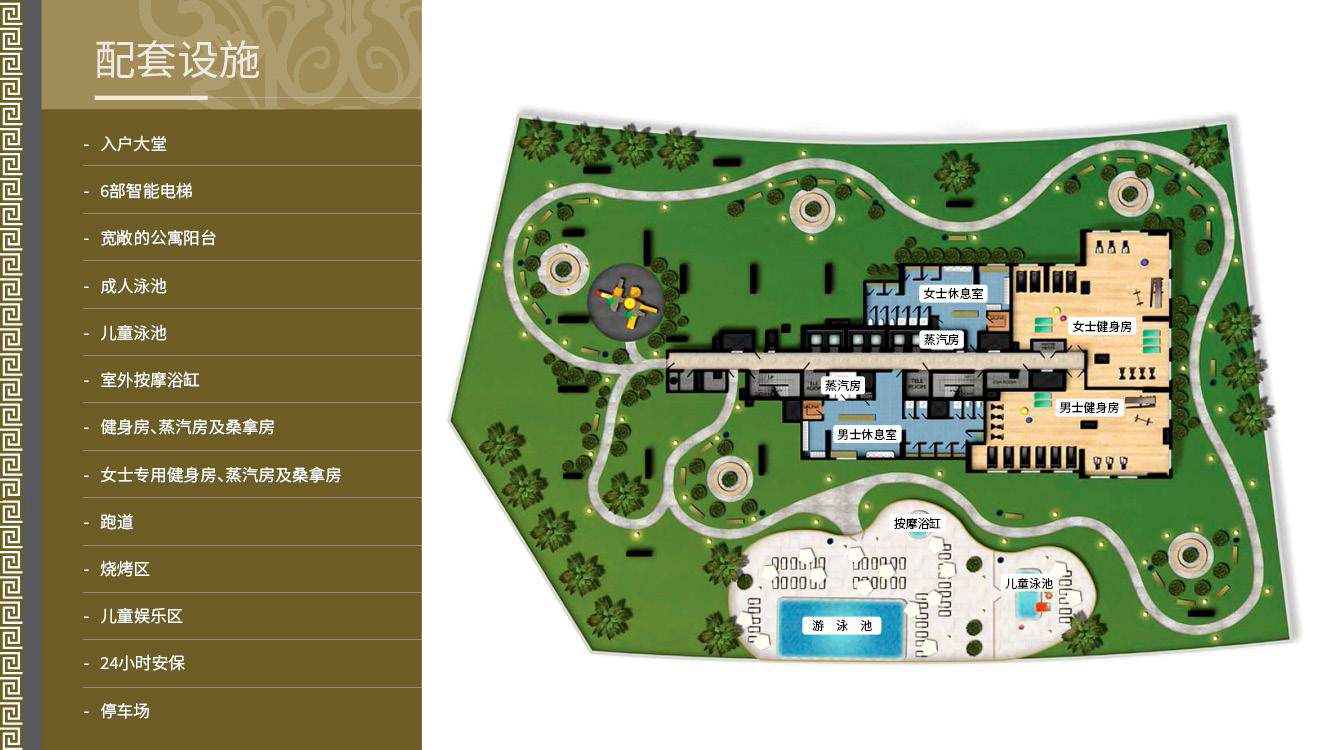 配套设施
- 入户大堂
- 6部智能电梯
- 宽敞的公寓阳台
- 成人泳池
- 儿童泳池
- 室外按摩浴缸
- 健身房、蒸汽房及桑拿房
- 女士专用健身房、蒸汽房及桑拿房
- 跑道
- 烧烤区
- 儿童娱乐区
- 24小时安保
- 停车场
女士休息室
女士健身房
蒸汽房
蒸汽房
TELE ROOM
男士健身房
男士休息室
按摩浴缸
儿童泳池
游 泳 池